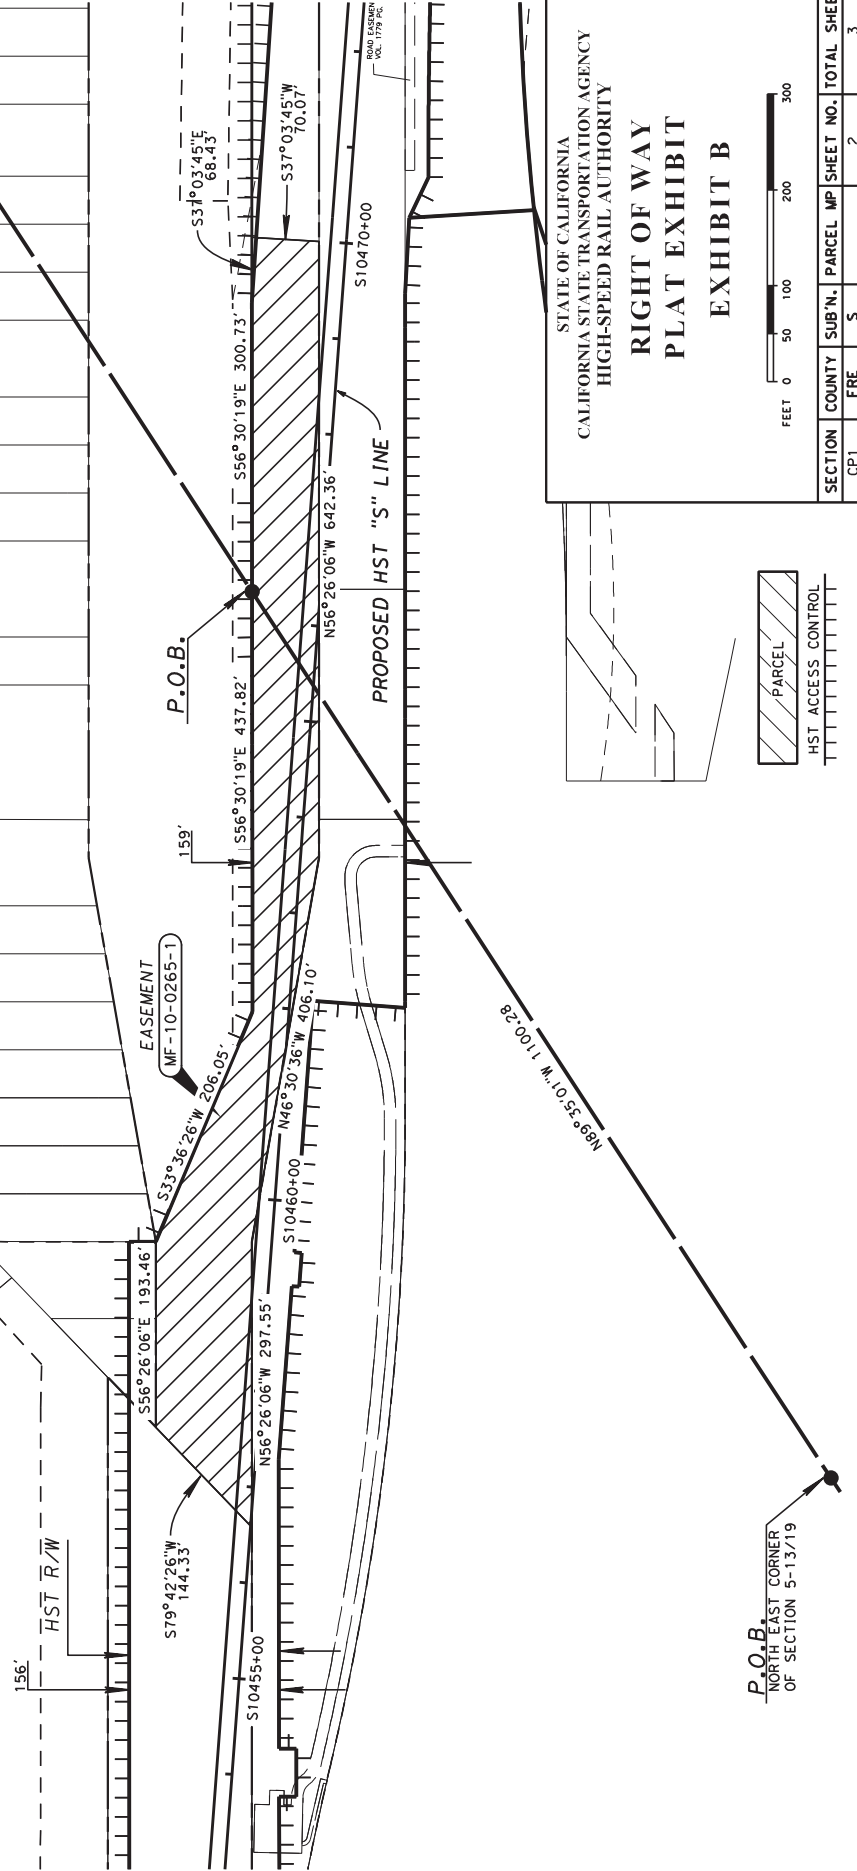 156'
HST R/W
S79°42'26"W
144.33'
S10455+00
S56°26'06"E 193.46'
N56°26'06"W 297.55'
S10460+00
EASEMENT
MF-10-0265-1
S33°36'26"W 206.05'
N46°30'36"W 406.10'
159'
S56°30'19"E 437.82'
P.O.B.
S56°30'19"E 300.73'
N56°26'06"W 642.36'
PROPOSED HST "S" LINE
S37°03'45"E
68.43'
S37°03'45"W
70.07'
S10470+00
ROAD EASEMEN
VOL. 1779 PG.
N89°35'01"W 1100.28
P.O.B.
NORTH EAST CORNER
OF SECTION 5-13/19
PARCEL
HST ACCESS CONTROL
STATE OF CALIFORNIA
CALIFORNIA STATE TRANSPORTATION AGENCY
HIGH-SPEED RAIL AUTHORITY
RIGHT OF WAY
PLAT EXHIBIT
EXHIBIT B
FEET 0 50 100 200 300
SECTION COUNTY SUB'N. PARCEL MP SHEET NO. TOTAL SHEE
CP1 FRE S 2 3